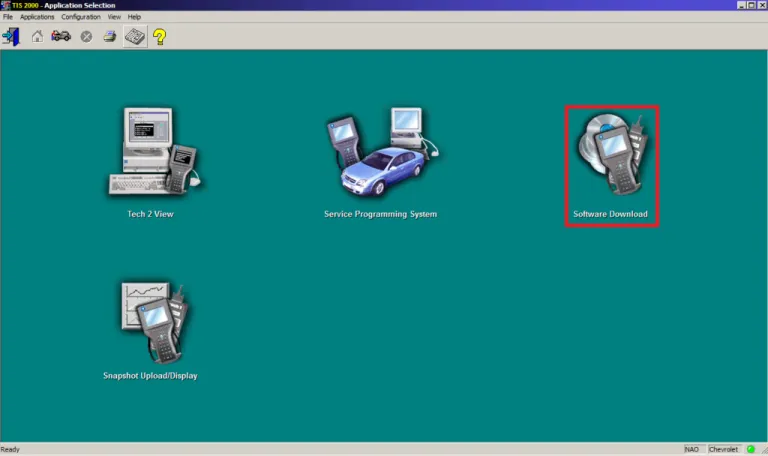 TIS 2000 - Application Selection
File Applications Configuration View Help
Tech 2 View
Service Programming System
Software Download
Snapshot Upload/Display
Ready
NAO
Chevrolet